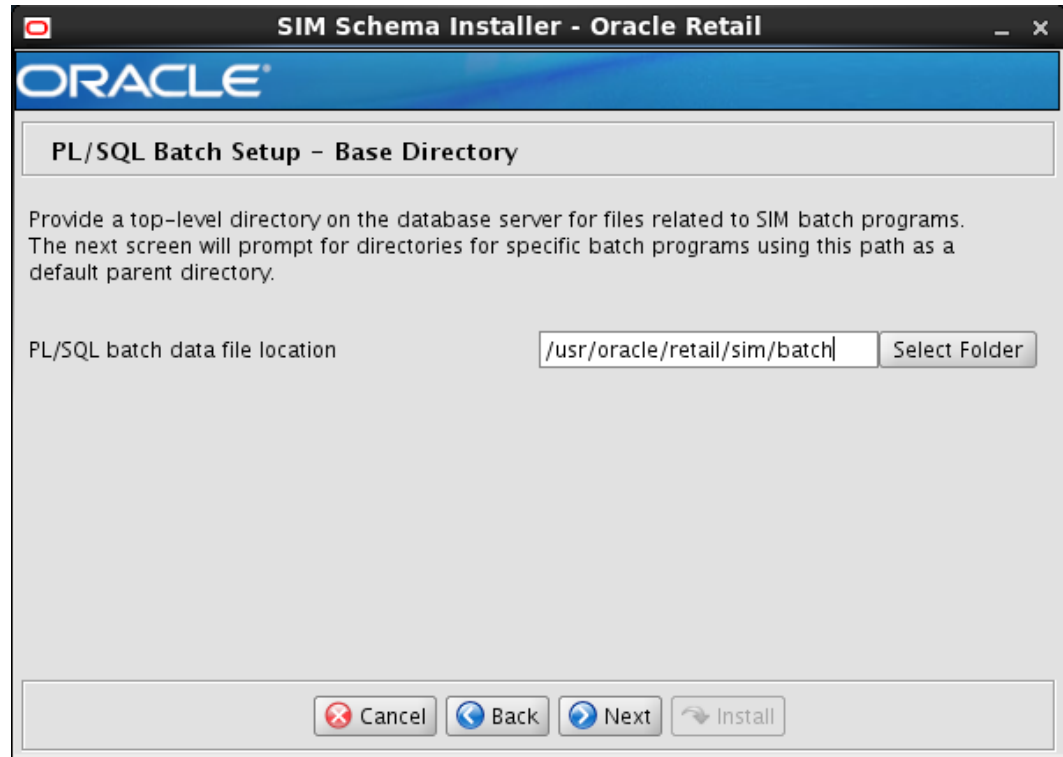 SIM Schema Installer - Oracle Retail
ORACLE®
PL/SQL Batch Setup – Base Directory
Provide a top-level directory on the database server for files related to SIM batch programs.
The next screen will prompt for directories for specific batch programs using this path as a
default parent directory.
PL/SQL batch data file location /usr/oracle/retail/sim/batch Select Folder
Cancel Back Next Install